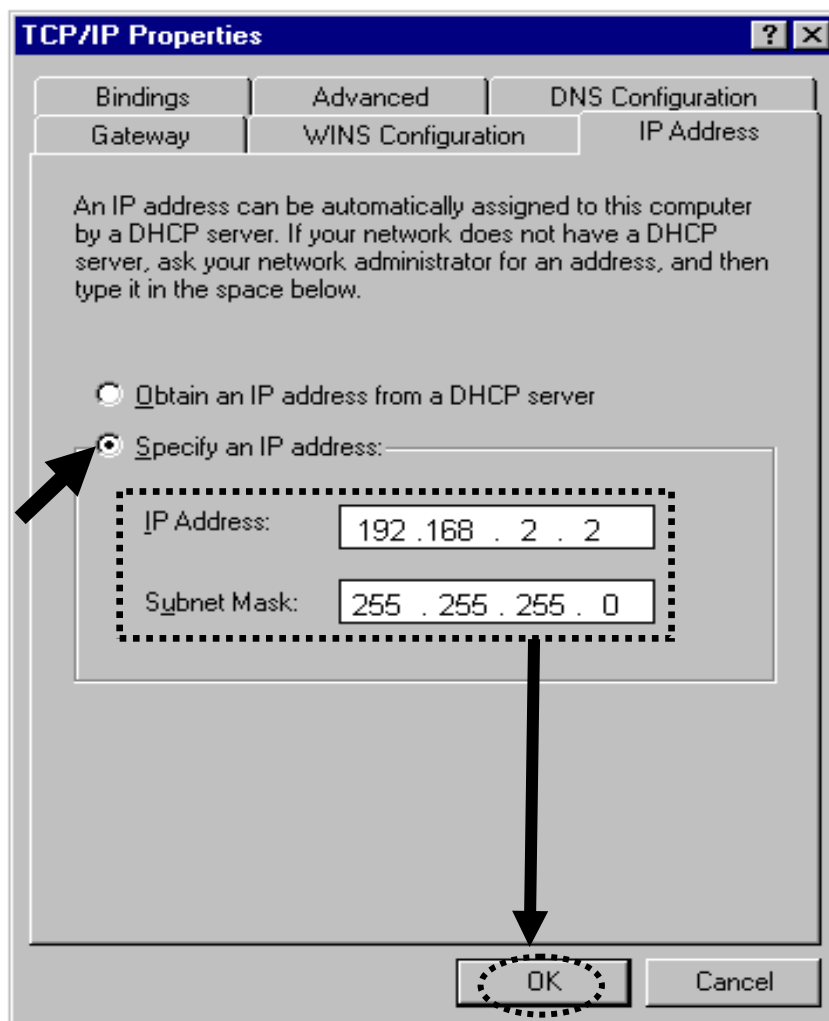 TCP/IP Properties
Bindings Advanced DNS Configuration
Gateway WINS Configuration IP Address
An IP address can be automatically assigned to this computer
by a DHCP server. If your network does not have a DHCP
server, ask your network administrator for an address, and then
type it in the space below.
Obtain an IP address from a DHCP server
Specify an IP address:
IP Address: 192 .168 . 2 . 2
Subnet Mask: 255 . 255 . 255 . 0
OK Cancel